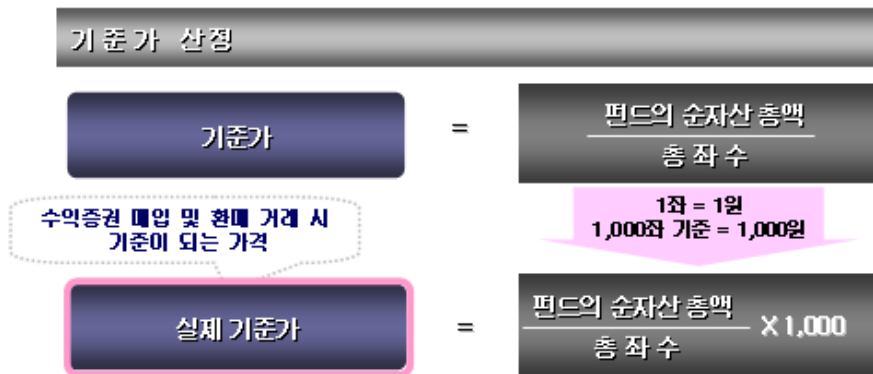 기준가 산정
기준가
=
펀드의 순자산 총액
총 좌 수
수익증권 매입 및 환매 거래 시
기준이 되는 가격
1좌 = 1원
1,000좌 기준 = 1,000원
실제 기준가
=
펀드의 순자산 총액
총 좌 수
X 1,000